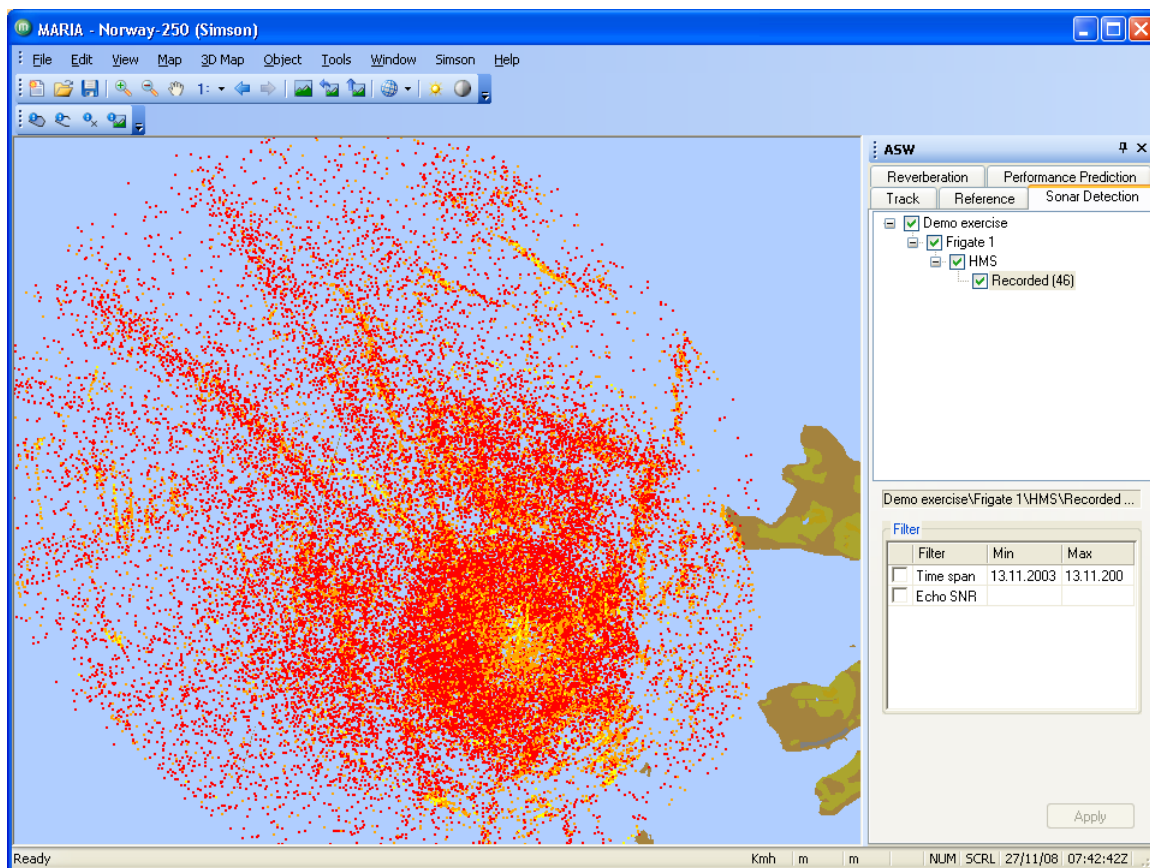 MARIA - Norway-250 (Simson)
File Edit View Map 3D Map Object Tools Window Simson Help
1:
ASW
Reverberation Performance Prediction
Track Reference Sonar Detection
Demo exercise
Frigate 1
HMS
Recorded (46)
Demo exercise\Frigate 1\HMS\Recorded ...
Filter
Filter Min Max
Time span 13.11.2003 13.11.200
Echo SNR
Apply
Ready Kmh m m NUM SCRL 27/11/08 07:42:42Z